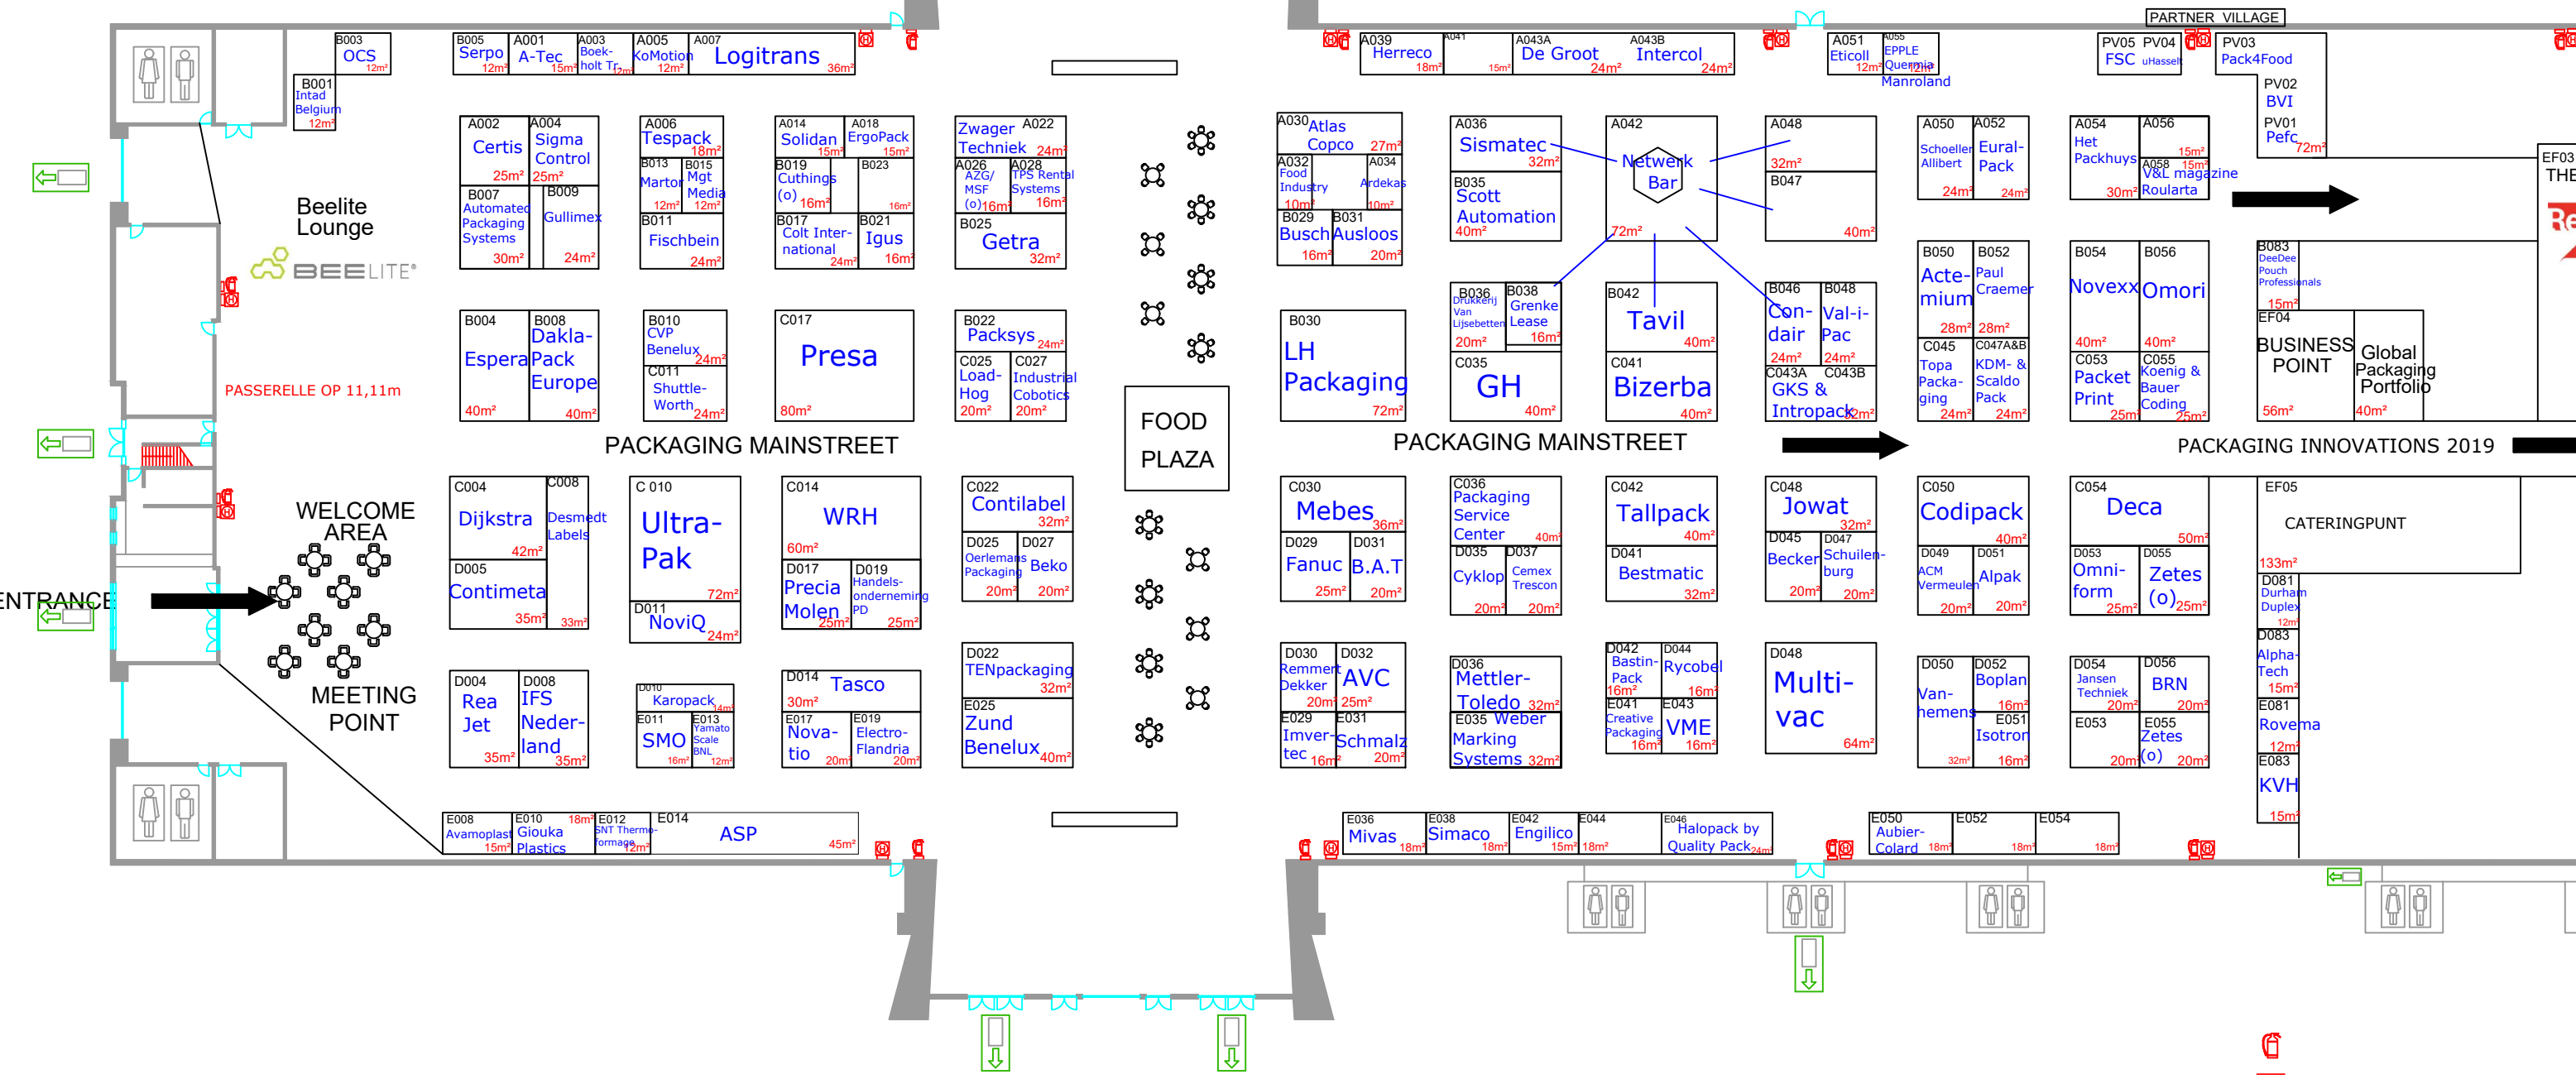 PARTNER VILLAGE
B003
OCS
12m²
B001
Intad
Belgium
12m²
B005
Serpo
12m²
A001
A-Tec
15m²
A003
Boek-
holt Tr.
12m²
A005
KoMotion
12m²
A007
Logitrans
36m²
A039
Herreco
18m²
A041
15m²
A043A
De Groot
24m²
A043B
Intercol
24m²
A051
Eticoll
12m²
A055
EPPLE
Quermia
12m²
Manroland
PV05
FSC
PV04
uHasselt
PV03
Pack4Food
PV02
BVI
PV01
Pefc
72m²
EF03
THE
Re
A002
Certis
25m²
A004
Sigma
Control
25m²
B007
Automated
Packaging
Systems
30m²
B009
Gullimex
24m²
A006
Tespack
18m²
B013
Martor
12m²
B015
Mgt
Media
12m²
B011
Fischbein
24m²
A014
Solidan
15m²
A018
ErgoPack
15m²
B019
Cuthings
(o)
16m²
B023
16m²
B017
Colt Inter-
national
24m²
B021
Igus
16m²
Zwager
Techniek
A022
24m²
A026
AZG/
MSF
(o)
16m²
A028
TPS Rental
Systems
16m²
B025
Getra
32m²
A030
Atlas
Copco
27m²
A032
Food
Industry
10m²
A034
Ardekas
10m²
B029
Busch
16m²
B031
Ausloos
20m²
A036
Sismatec
32m²
B035
Scott
Automation
40m²
A042
Netwerk
Bar
72m²
A048
32m²
B047
40m²
A050
Schoeller
Allibert
24m²
A052
Eural-
Pack
24m²
A054
Het
Packhuys
30m²
A056
15m²
A058
15m²
V&L magazine
Roularta
Beelite
Lounge
BEELITE®
PASSERELLE OP 11,11m
B004
Espera
40m²
B008
Dakla-
Pack
Europe
40m²
B010
CVP
Benelux
24m²
C011
Shuttle-
Worth
24m²
C017
Presa
80m²
B022
Packsys
24m²
C025
Load-
Hog
20m²
C027
Industrial
Cobotics
20m²
B030
LH
Packaging
72m²
B036
Drukkerij
Van
Lijsebetten
20m²
B038
Grenke
Lease
16m²
C035
GH
40m²
B042
Tavil
40m²
C041
Bizerba
40m²
B046
Con-
dair
24m²
B048
Val-i-
Pac
24m²
C043A
C043B
GKS &
Intropack
32m²
B050
Acte-
mium
28m²
B052
Paul
Craemer
28m²
C045
Topa
Packa-
ging
24m²
C047A&B
KDM- &
Scaldo
Pack
24m²
B054
Novexx
40m²
B056
Omori
40m²
C053
Packet
Print
25m²
C055
Koenig &
Bauer
Coding
25m²
B083
DeeDee
Pouch
Professionals
15m²
EF04
BUSINESS
POINT
56m²
Global
Packaging
Portfolio
40m²
FOOD
PLAZA
PACKAGING MAINSTREET
PACKAGING MAINSTREET
PACKAGING INNOVATIONS 2019
WELCOME
AREA
ENTRANCE
MEETING
POINT
C004
Dijkstra
42m²
C008
Desmedt
Labels
33m²
D005
Contimeta
35m²
C 010
Ultra-
Pak
72m²
D011
NoviQ
24m²
C014
WRH
60m²
D017
Precia
Molen
25m²
D019
Handels-
onderneming
PD
25m²
C022
Contilabel
32m²
D025
Oerlemans
Packaging
20m²
D027
Beko
20m²
C030
Mebes
36m²
D029
Fanuc
25m²
D031
B.A.T
20m²
C036
Packaging
Service
Center
40m²
D035
Cyklop
20m²
D037
Cemex
Trescon
20m²
C042
Tallpack
40m²
D041
Bestmatic
32m²
C048
Jowat
32m²
D045
Becker
20m²
D047
Schuilen-
burg
20m²
C050
Codipack
40m²
D049
ACM
Vermeulen
20m²
D051
Alpak
20m²
C054
Deca
50m²
D053
Omni-
form
25m²
D055
Zetes
(o)
25m²
EF05
CATERINGPUNT
133m²
D081
Durham
Duplex
12m²
D083
Alpha-
Tech
15m²
E081
Rovema
12m²
E083
KVH
15m²
D004
Rea
Jet
35m²
D008
IFS
Neder-
land
35m²
D010
Karopack
14m²
E011
SMO
16m²
E013
Yamato
Scale
BNL
12m²
D014
Tasco
30m²
E017
Nova-
tio
20m²
E019
Electro-
Flandria
20m²
D022
TENpackaging
32m²
E025
Zund
Benelux
40m²
D030
Remmert
Dekker
20m²
D032
AVC
25m²
E029
Imver-
tec
16m²
E031
Schmalz
20m²
D036
Mettler-
Toledo
32m²
E035
Weber
Marking
Systems
32m²
D042
Bastin-
Pack
16m²
D044
Rycobel
16m²
E041
Creative
Packaging
16m²
E043
VME
16m²
D048
Multi-
vac
64m²
D050
Van-
hemens
32m²
D052
Boplan
16m²
E051
Isotron
16m²
D054
Jansen
Techniek
20m²
D056
BRN
20m²
E053
20m²
E055
Zetes
(o)
20m²
E008
Avamoplast
15m²
E010
18m²
Giouka
Plastics
E012
SNT Thermo-
formage
12m²
E014
ASP
45m²
E036
Mivas
18m²
E038
Simaco
18m²
E042
Engilico
15m²
E044
18m²
E046
Halopack by
Quality Pack
24m²
E050
Aubier-
Colard
18m²
E052
18m²
E054
18m²